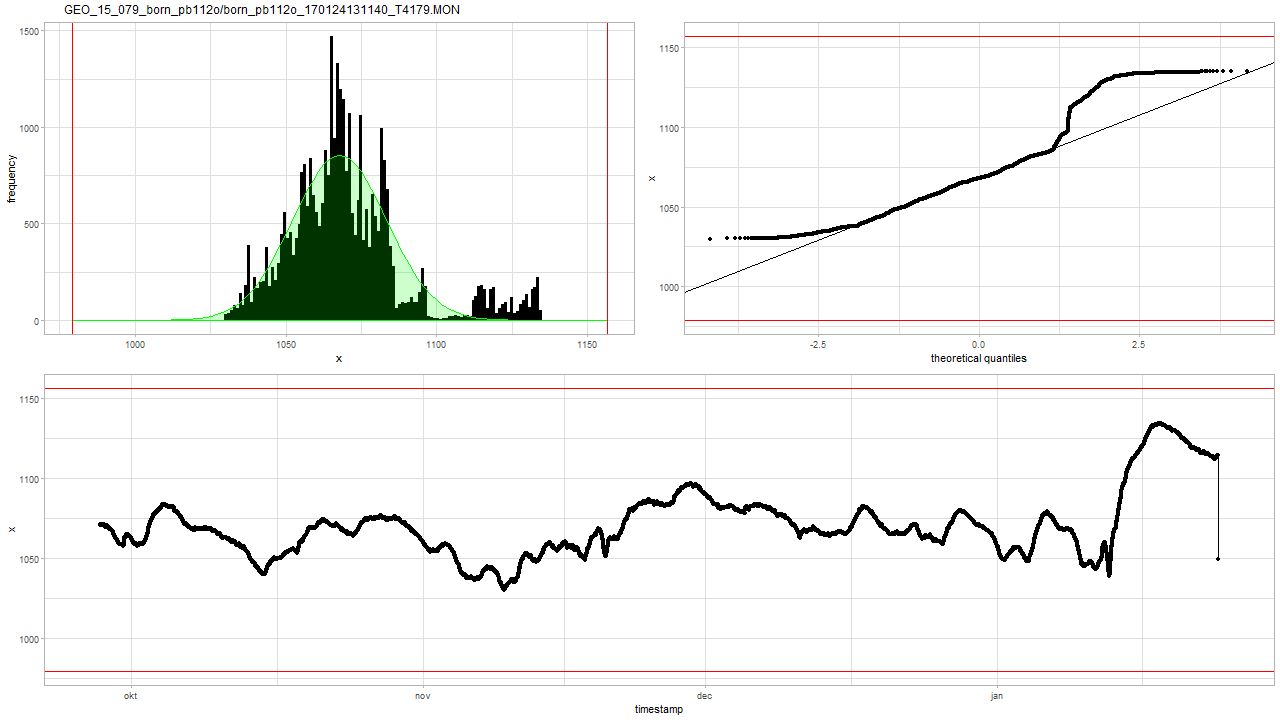 GEO_15_079_born_pb112o/born_pb112o_170124131140_T4179.MON
1500
1000
500
0
frequency
1000
1050
1100
1150
x
1150
1100
1050
1000
x
-2.5
0.0
2.5
theoretical quantiles
1150
1100
1050
1000
x
okt
nov
dec
jan
timestamp